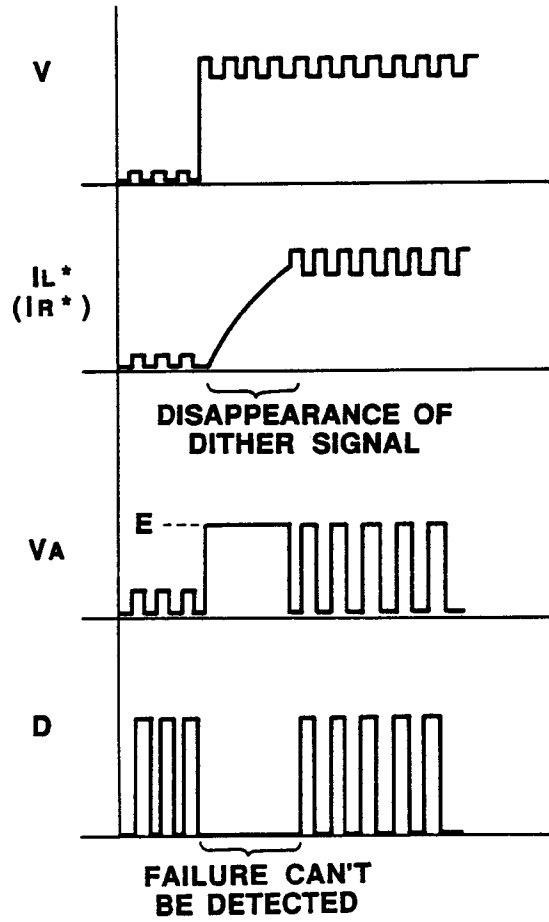 V
IL*
(IR*)
DISAPPEARANCE OF
DITHER SIGNAL
E
VA
D
FAILURE CAN'T
BE DETECTED